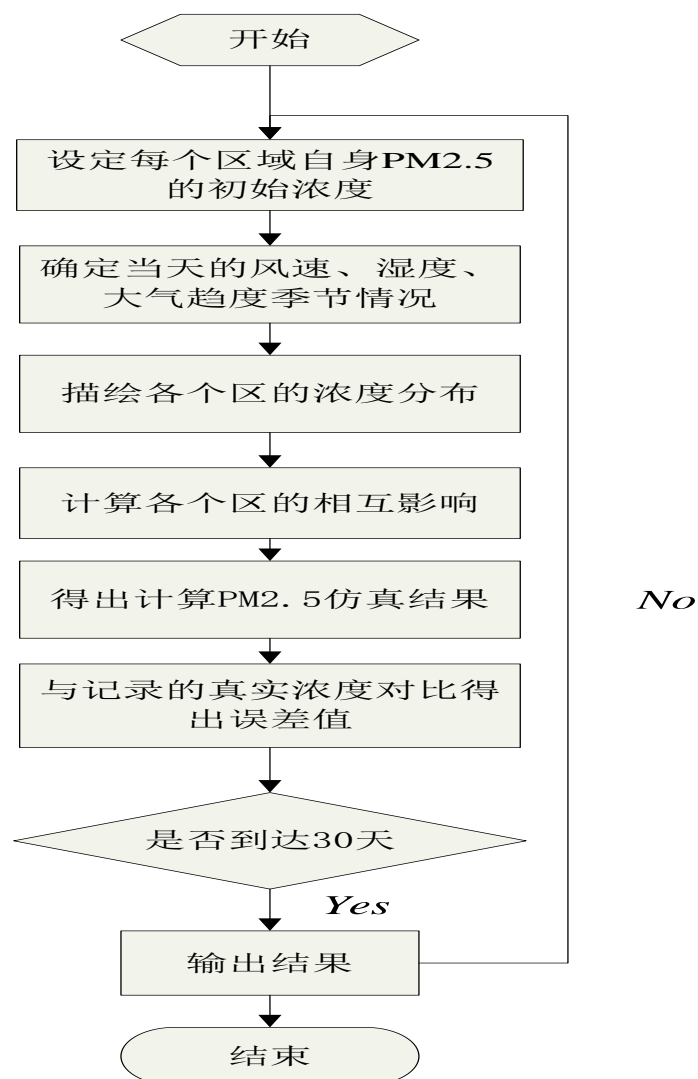 开始
设定每个区域自身PM2.5
的初始浓度
确定当天的风速、湿度、
大气趋度季节情况
描绘各个区的浓度分布
计算各个区的相互影响
得出计算PM2.5仿真结果
No
与记录的真实浓度对比得
出误差值
是否到达30天
Yes
输出结果
结束